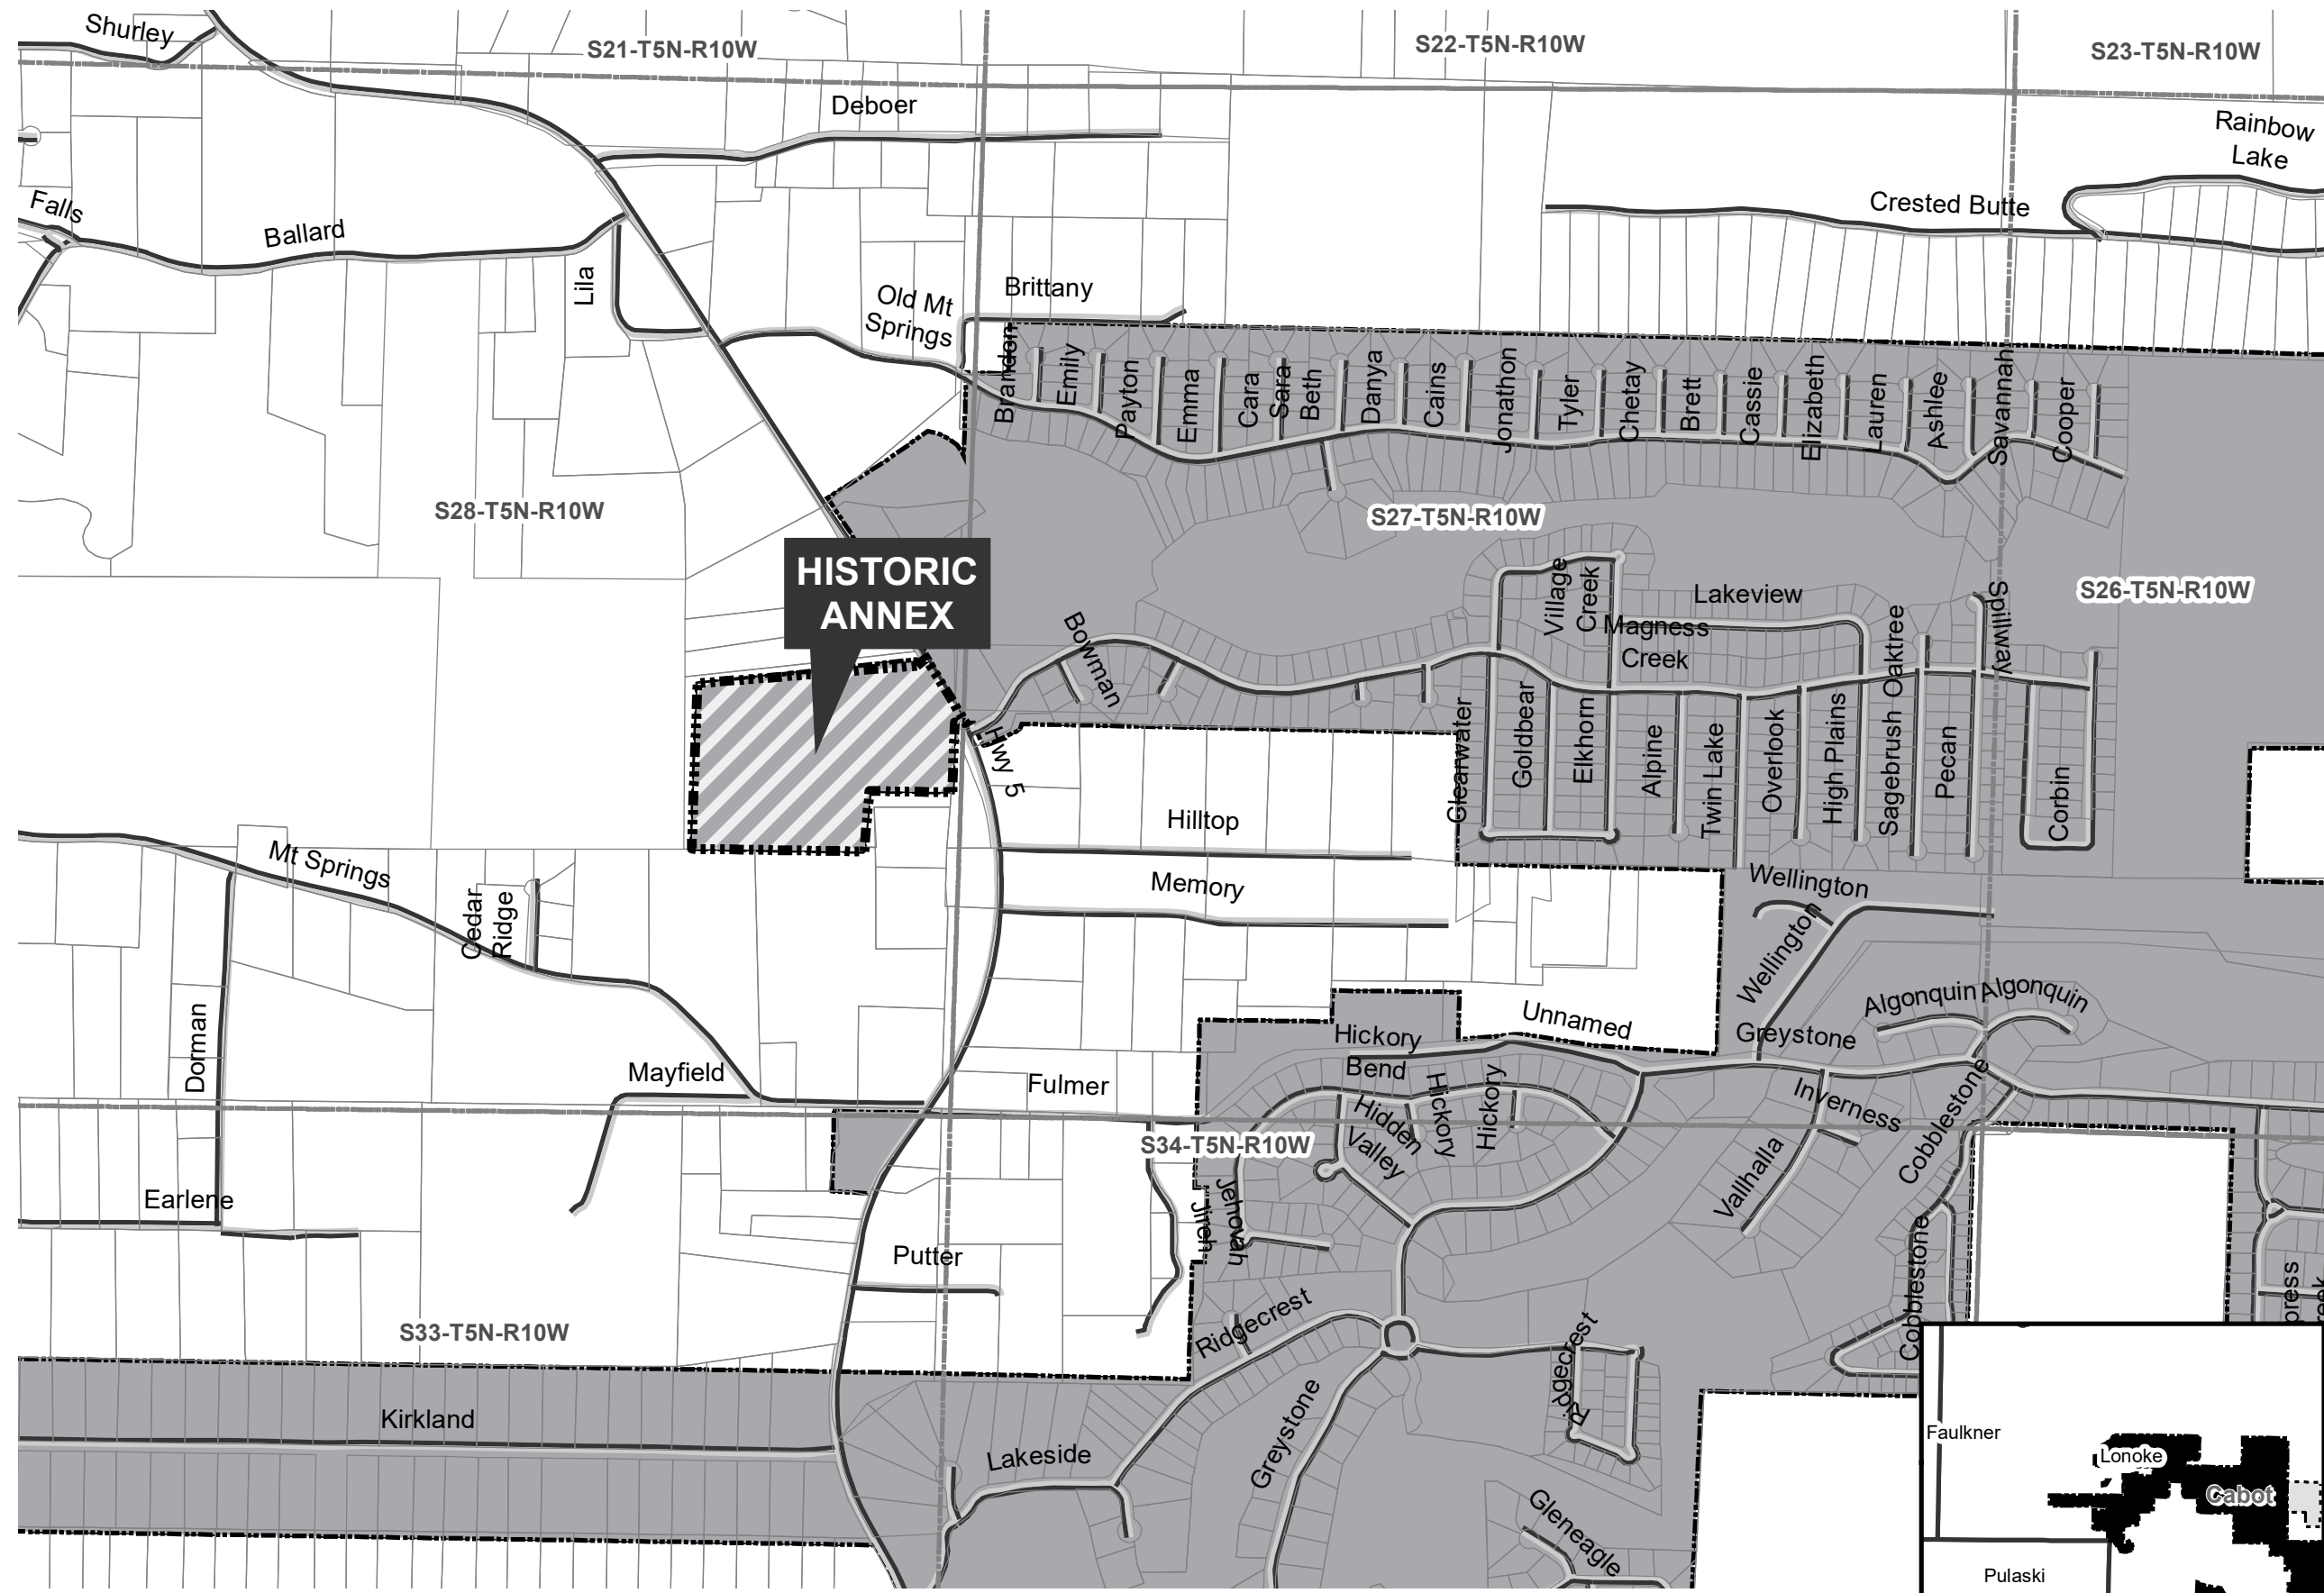 Shurley
S21-T5N-R10W
S22-T5N-R10W
S23-T5N-R10W
Deboer
Rainbow
Lake
Falls
Ballard
Crested Butte
Lila
Old Mt
Springs
Brittany
Brandon
Emily
Payton
Emma
Cara
Sara
Beth
Danya
Cains
Jonathon
Tyler
Chetay
Brett
Cassie
Elizabeth
Lauren
Ashlee
Savannah
Cooper
S28-T5N-R10W
S27-T5N-R10W
HISTORIC
ANNEX
Village
Creek
Lakeview
Magness
Creek
Oaktree
Spillway
S26-T5N-R10W
Bowman
Hwy 5
Clearwater
Goldbear
Elkhorn
Alpine
Twin Lake
Overlook
High Plains
Sagebrush
Pecan
Corbin
Hilltop
Mt Springs
Cedar
Ridge
Memory
Wellington
Wellington
Dorman
Algonquin
Algonquin
Unnamed
Hickory
Bend
Greystone
Mayfield
Fulmer
Hickory
Hickory
Hidden
Valley
Inverness
Cobblestone
S34-T5N-R10W
Vallhalla
Earlene
Jehovah
Jireh
Cobblestone
Cobblestone
Putter
S33-T5N-R10W
Ridgecrest
Ridgecrest
press
reek
Kirkland
Lakeside
Greystone
Gleneagle
Faulkner
Lonoke
Cabot
Pulaski